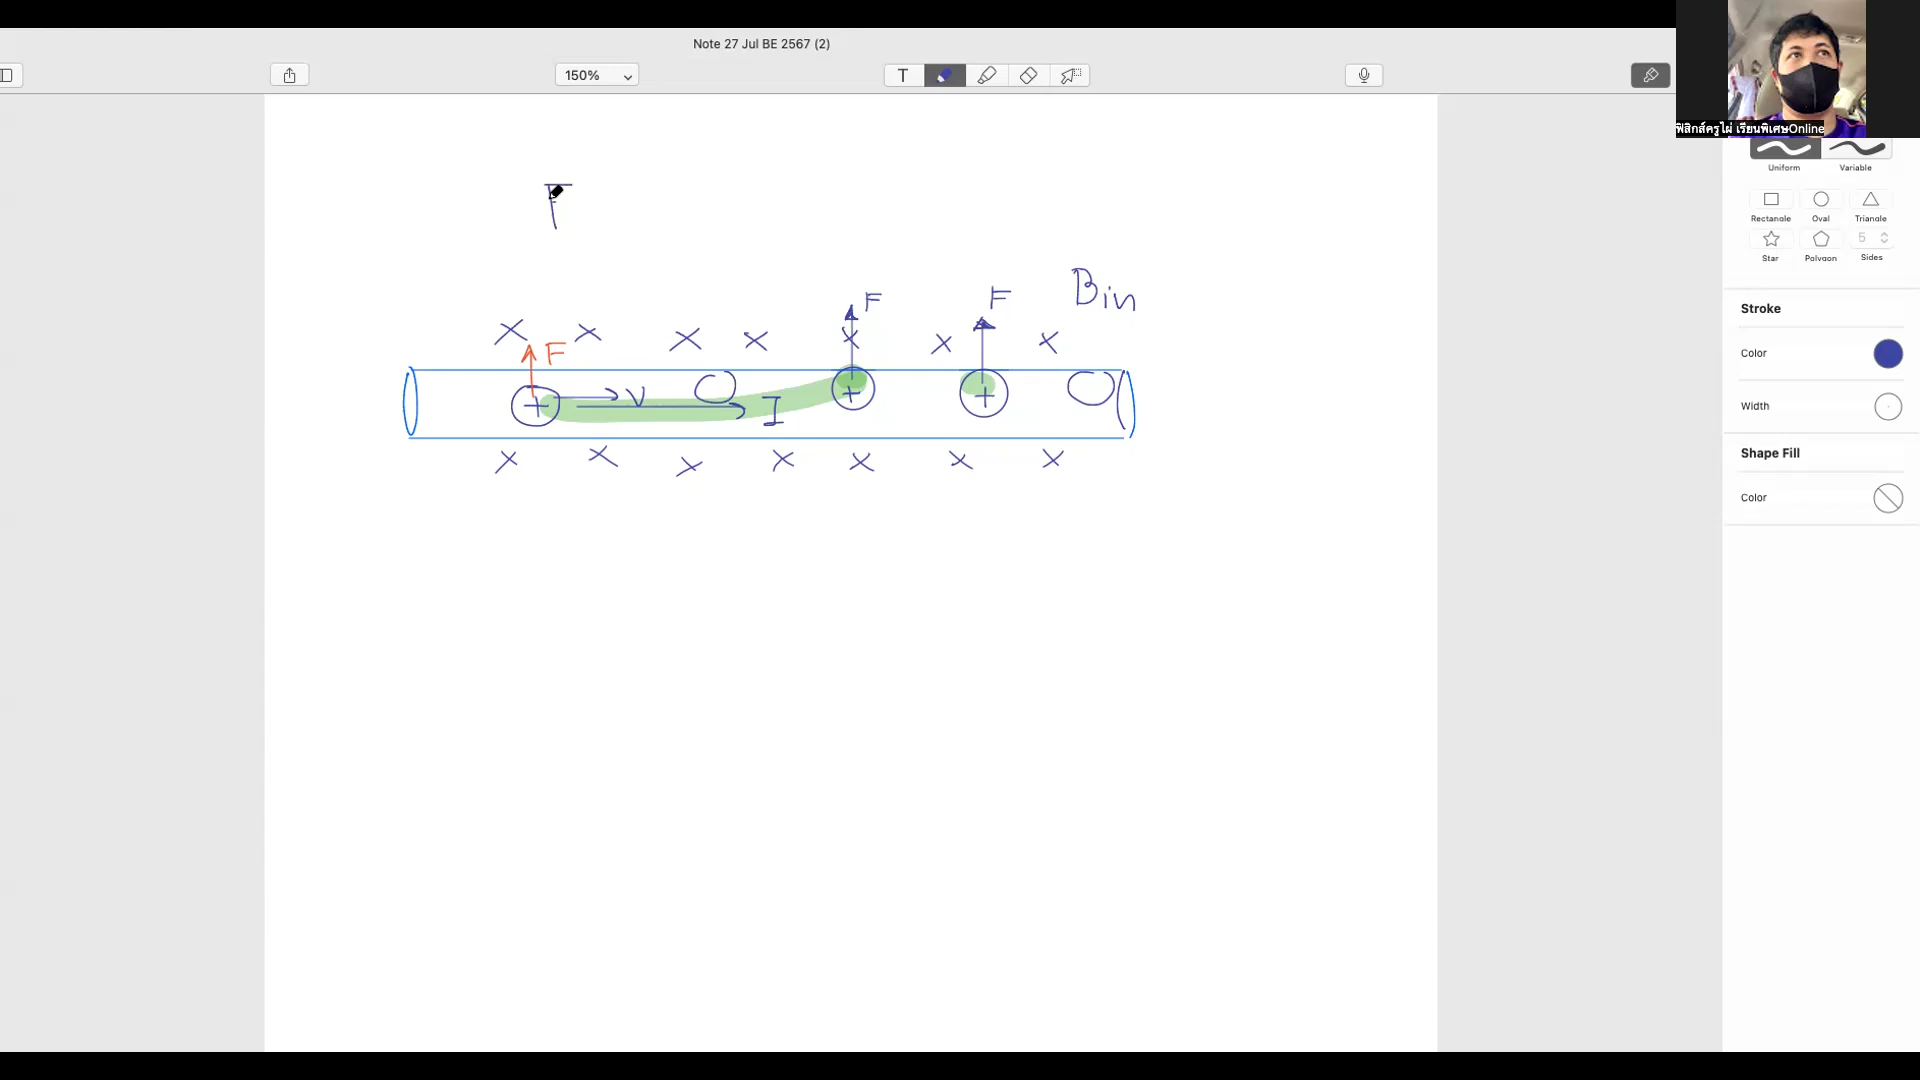 Note 27 Jul BE 2567 (2)
150%
T
ฟิสิกส์ครูไผ่ เรียนพิเศษOnline
Uniform
Variable
Rectangle
Oval
Triangle
Star
Polygon
5
Sides
Stroke
Color
Width
Shape Fill
Color
F
F
Bin
F
V
I